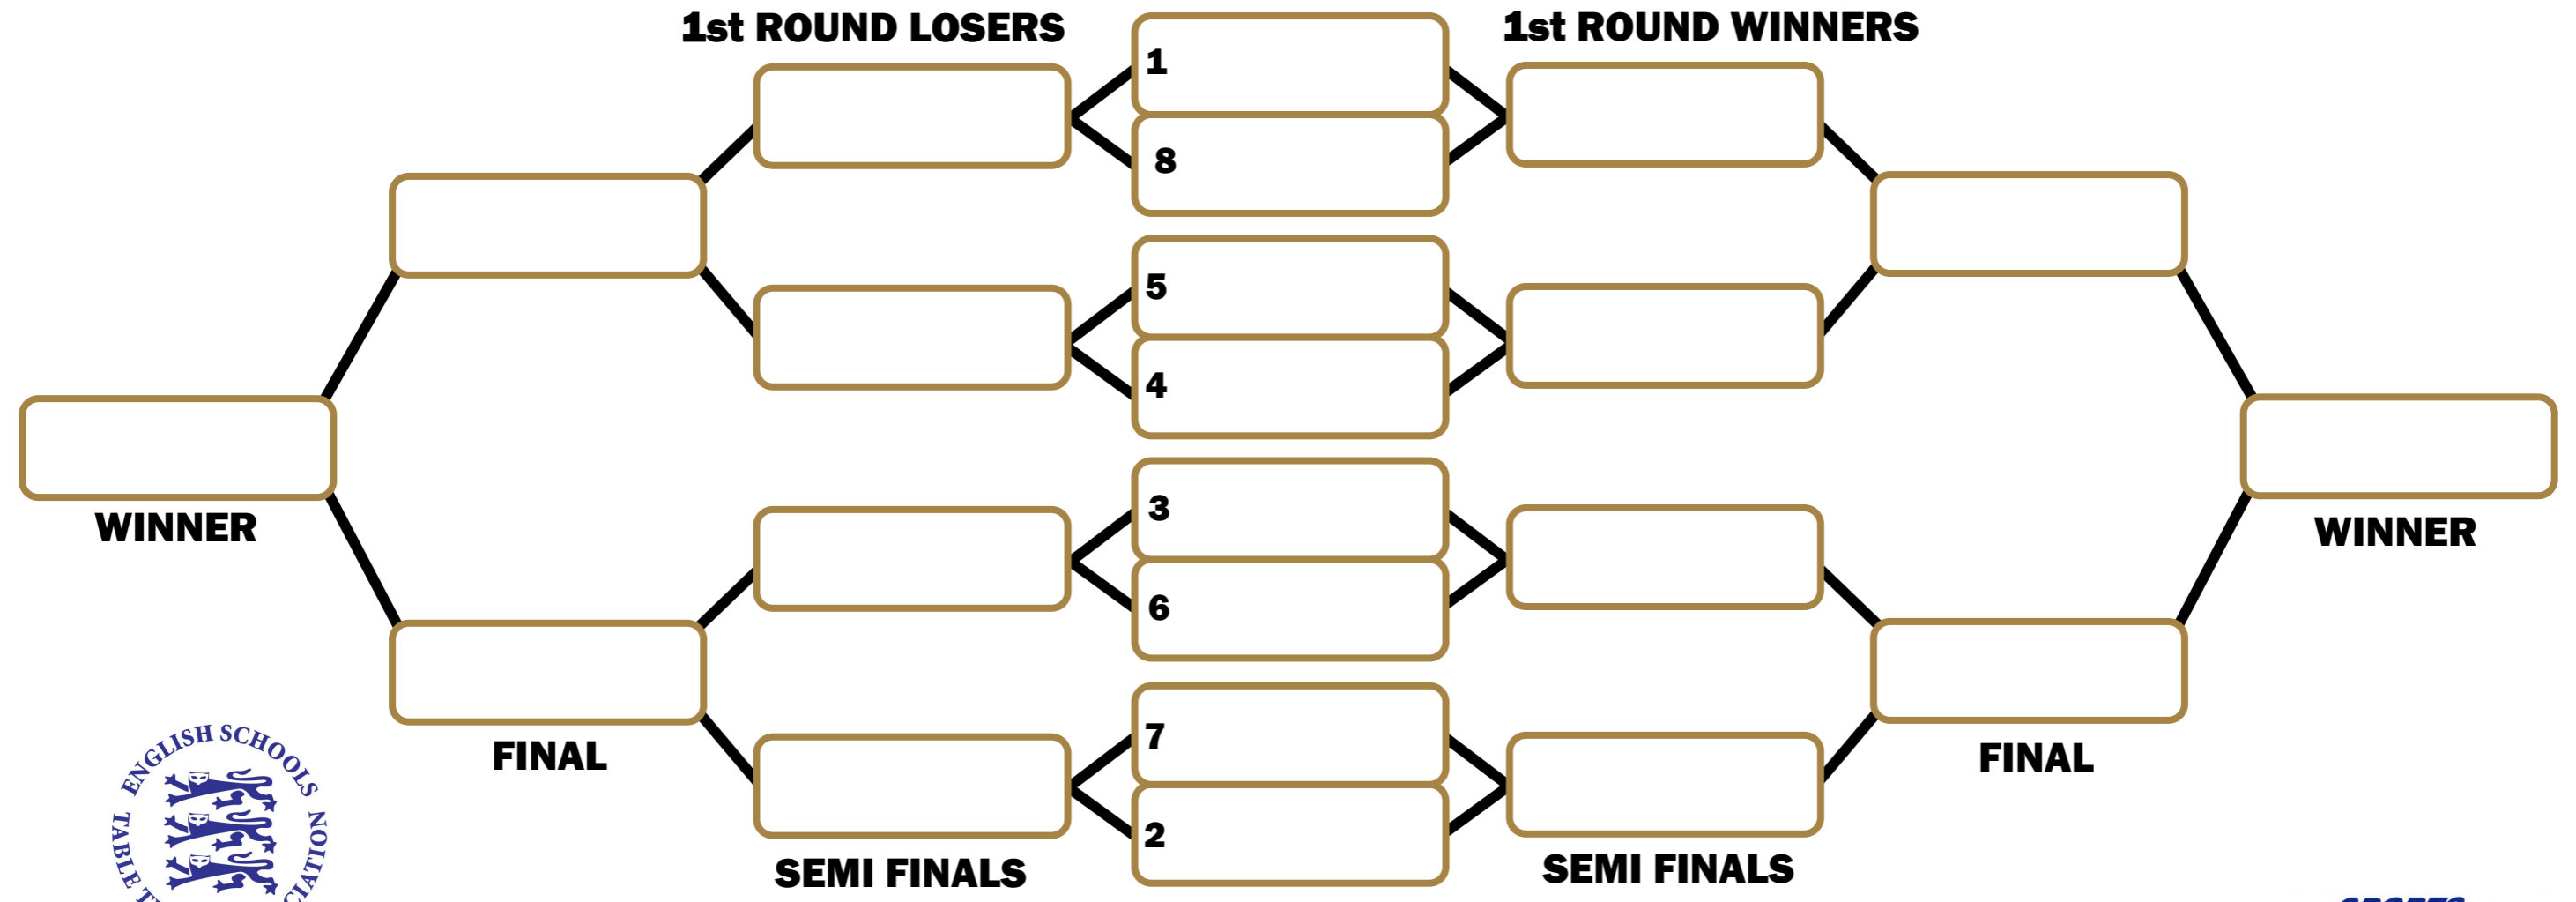 1st ROUND LOSERS
1st ROUND WINNERS
1
8
5
4
3
6
7
2
WINNER
WINNER
FINAL
FINAL
SEMI FINALS
SEMI FINALS
ENGLISH SCHOOLS
TABLE